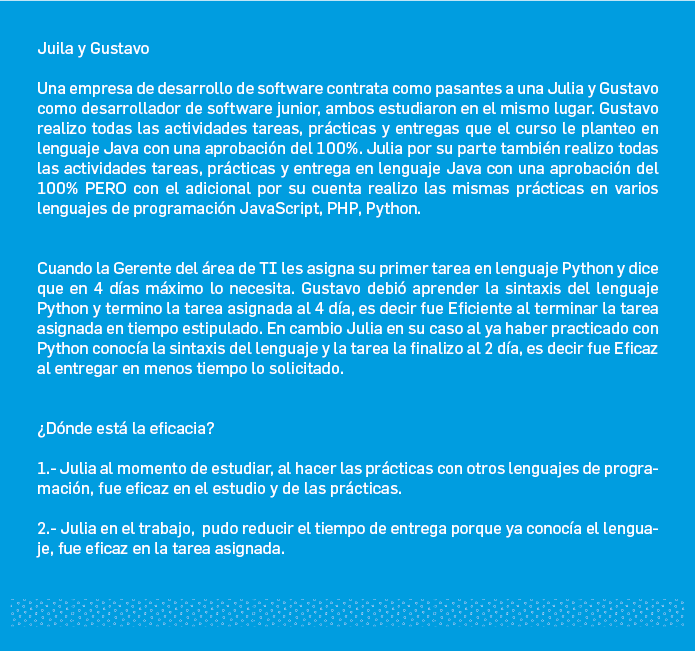 Juila y Gustavo
Una empresa de desarrollo de software contrata como pasantes a una Julia y Gustavo
como desarrollador de software junior, ambos estudiaron en el mismo lugar. Gustavo
realizo todas las actividades tareas, prácticas y entregas que el curso le planteo en
lenguaje Java con una aprobación del 100%. Julia por su parte también realizo todas
las actividades tareas, prácticas y entrega en lenguaje Java con una aprobación del
100% PERO con el adicional por su cuenta realizo las mismas prácticas en varios
lenguajes de programación JavaScript, PHP, Python.
Cuando la Gerente del área de TI les asigna su primer tarea en lenguaje Python y dice
que en 4 días máximo lo necesita. Gustavo debió aprender la sintaxis del lenguaje
Python y termino la tarea asignada al 4 día, es decir fue Eficiente al terminar la tarea
asignada en tiempo estipulado. En cambio Julia en su caso al ya haber practicado con
Python conocía la sintaxis del lenguaje y la tarea la finalizo al 2 día, es decir fue Eficaz
al entregar en menos tiempo lo solicitado.
¿Dónde está la eficacia?
1.- Julia al momento de estudiar, al hacer las prácticas con otros lenguajes de progra-
mación, fue eficaz en el estudio y de las prácticas.
2.- Julia en el trabajo,  pudo reducir el tiempo de entrega porque ya conocía el lengua-
je, fue eficaz en la tarea asignada.